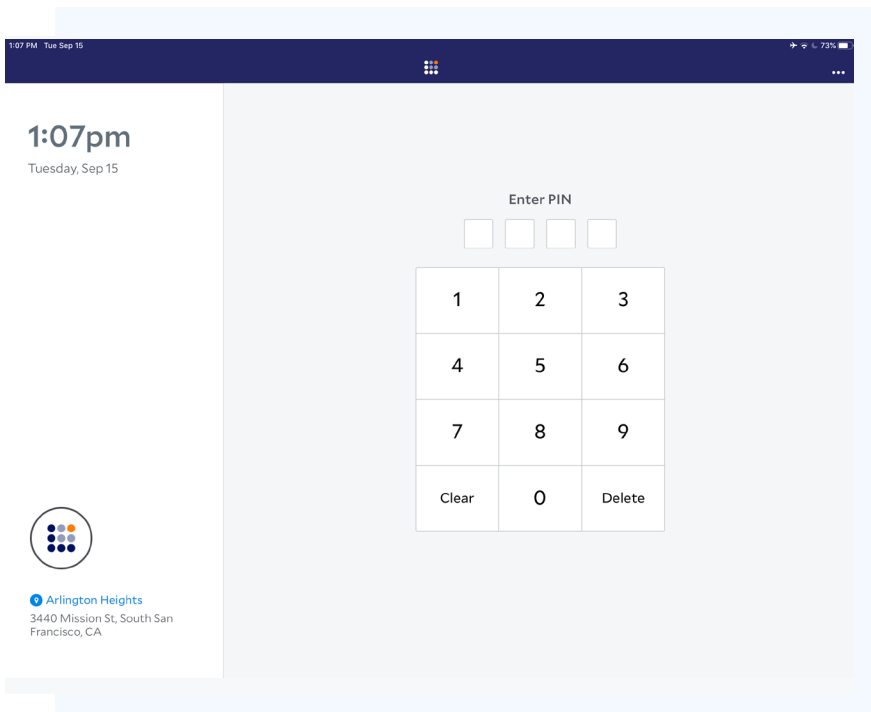 1:07 PM Tue Sep 15
73%
1:07pm
Tuesday, Sep 15
Enter PIN
1 2 3
4 5 6
7 8 9
Clear 0 Delete
Arlington Heights
3440 Mission St, South San
Francisco, CA